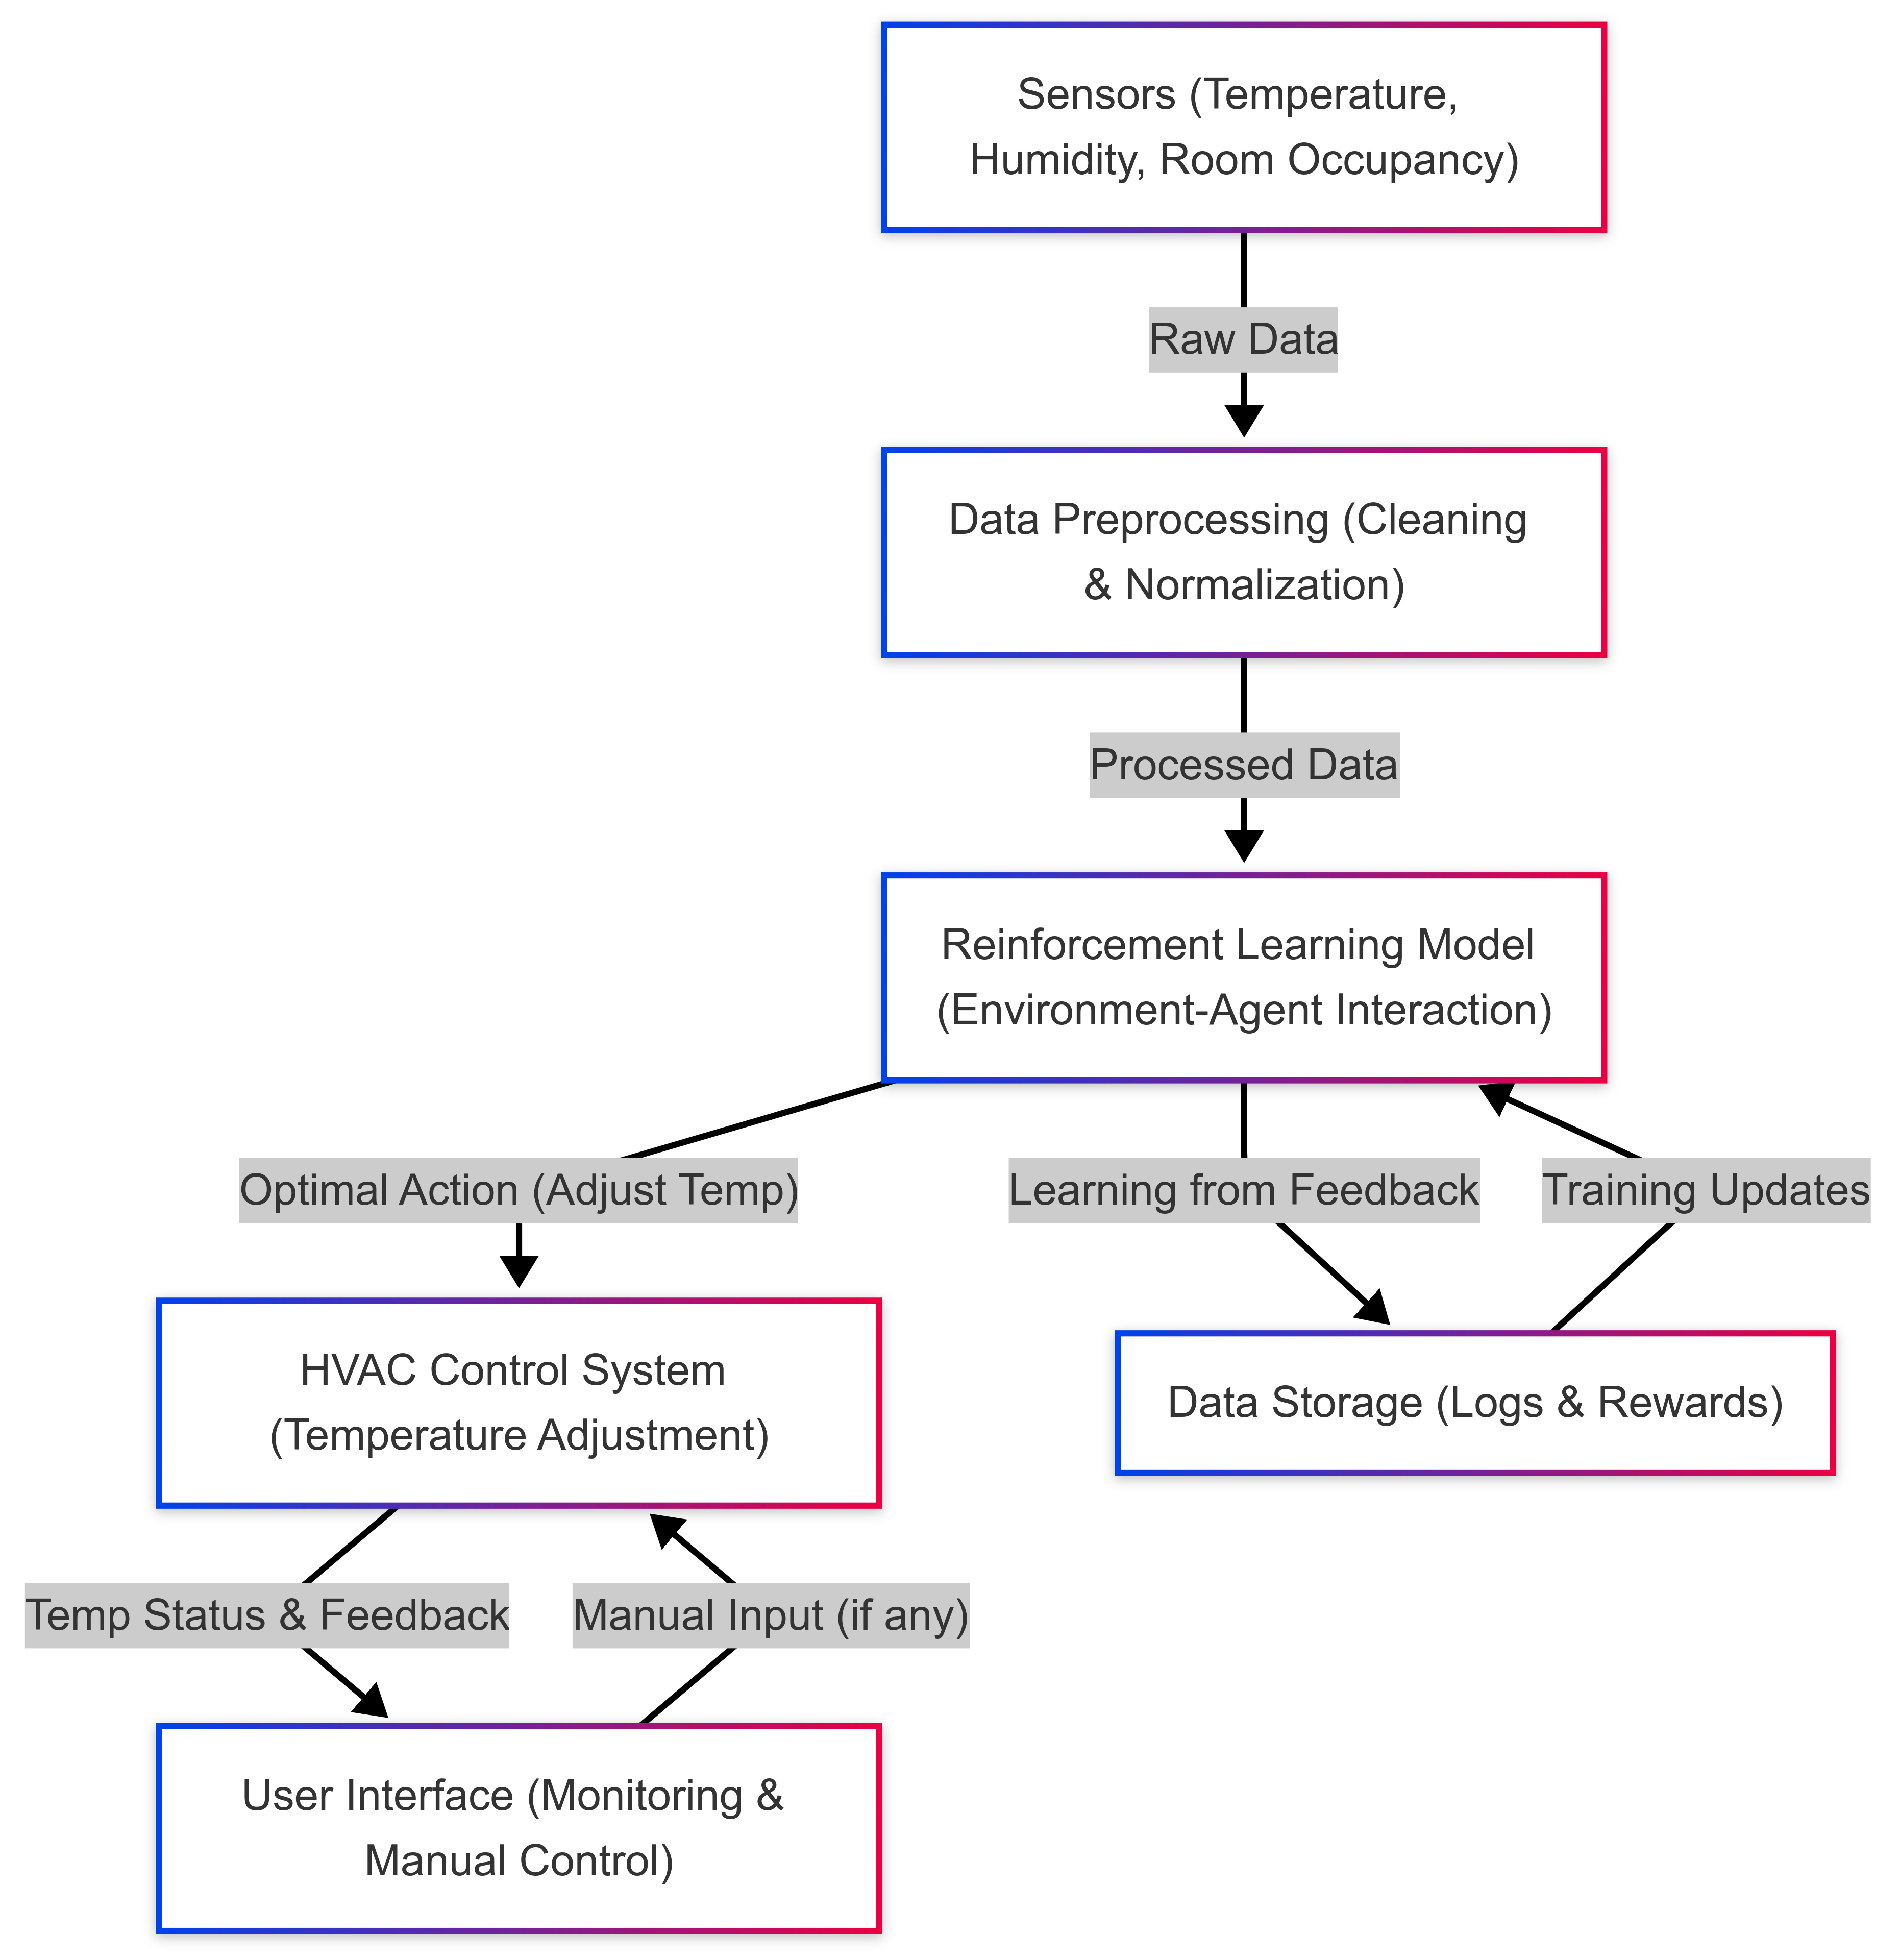 Sensors (Temperature,
Humidity, Room Occupancy)
Raw Data
Data Preprocessing (Cleaning
& Normalization)
Processed Data
Reinforcement Learning Model
(Environment-Agent Interaction)
Optimal Action (Adjust Temp)
Learning from Feedback
Training Updates
HVAC Control System
(Temperature Adjustment)
Data Storage (Logs & Rewards)
Temp Status & Feedback
Manual Input (if any)
User Interface (Monitoring &
Manual Control)